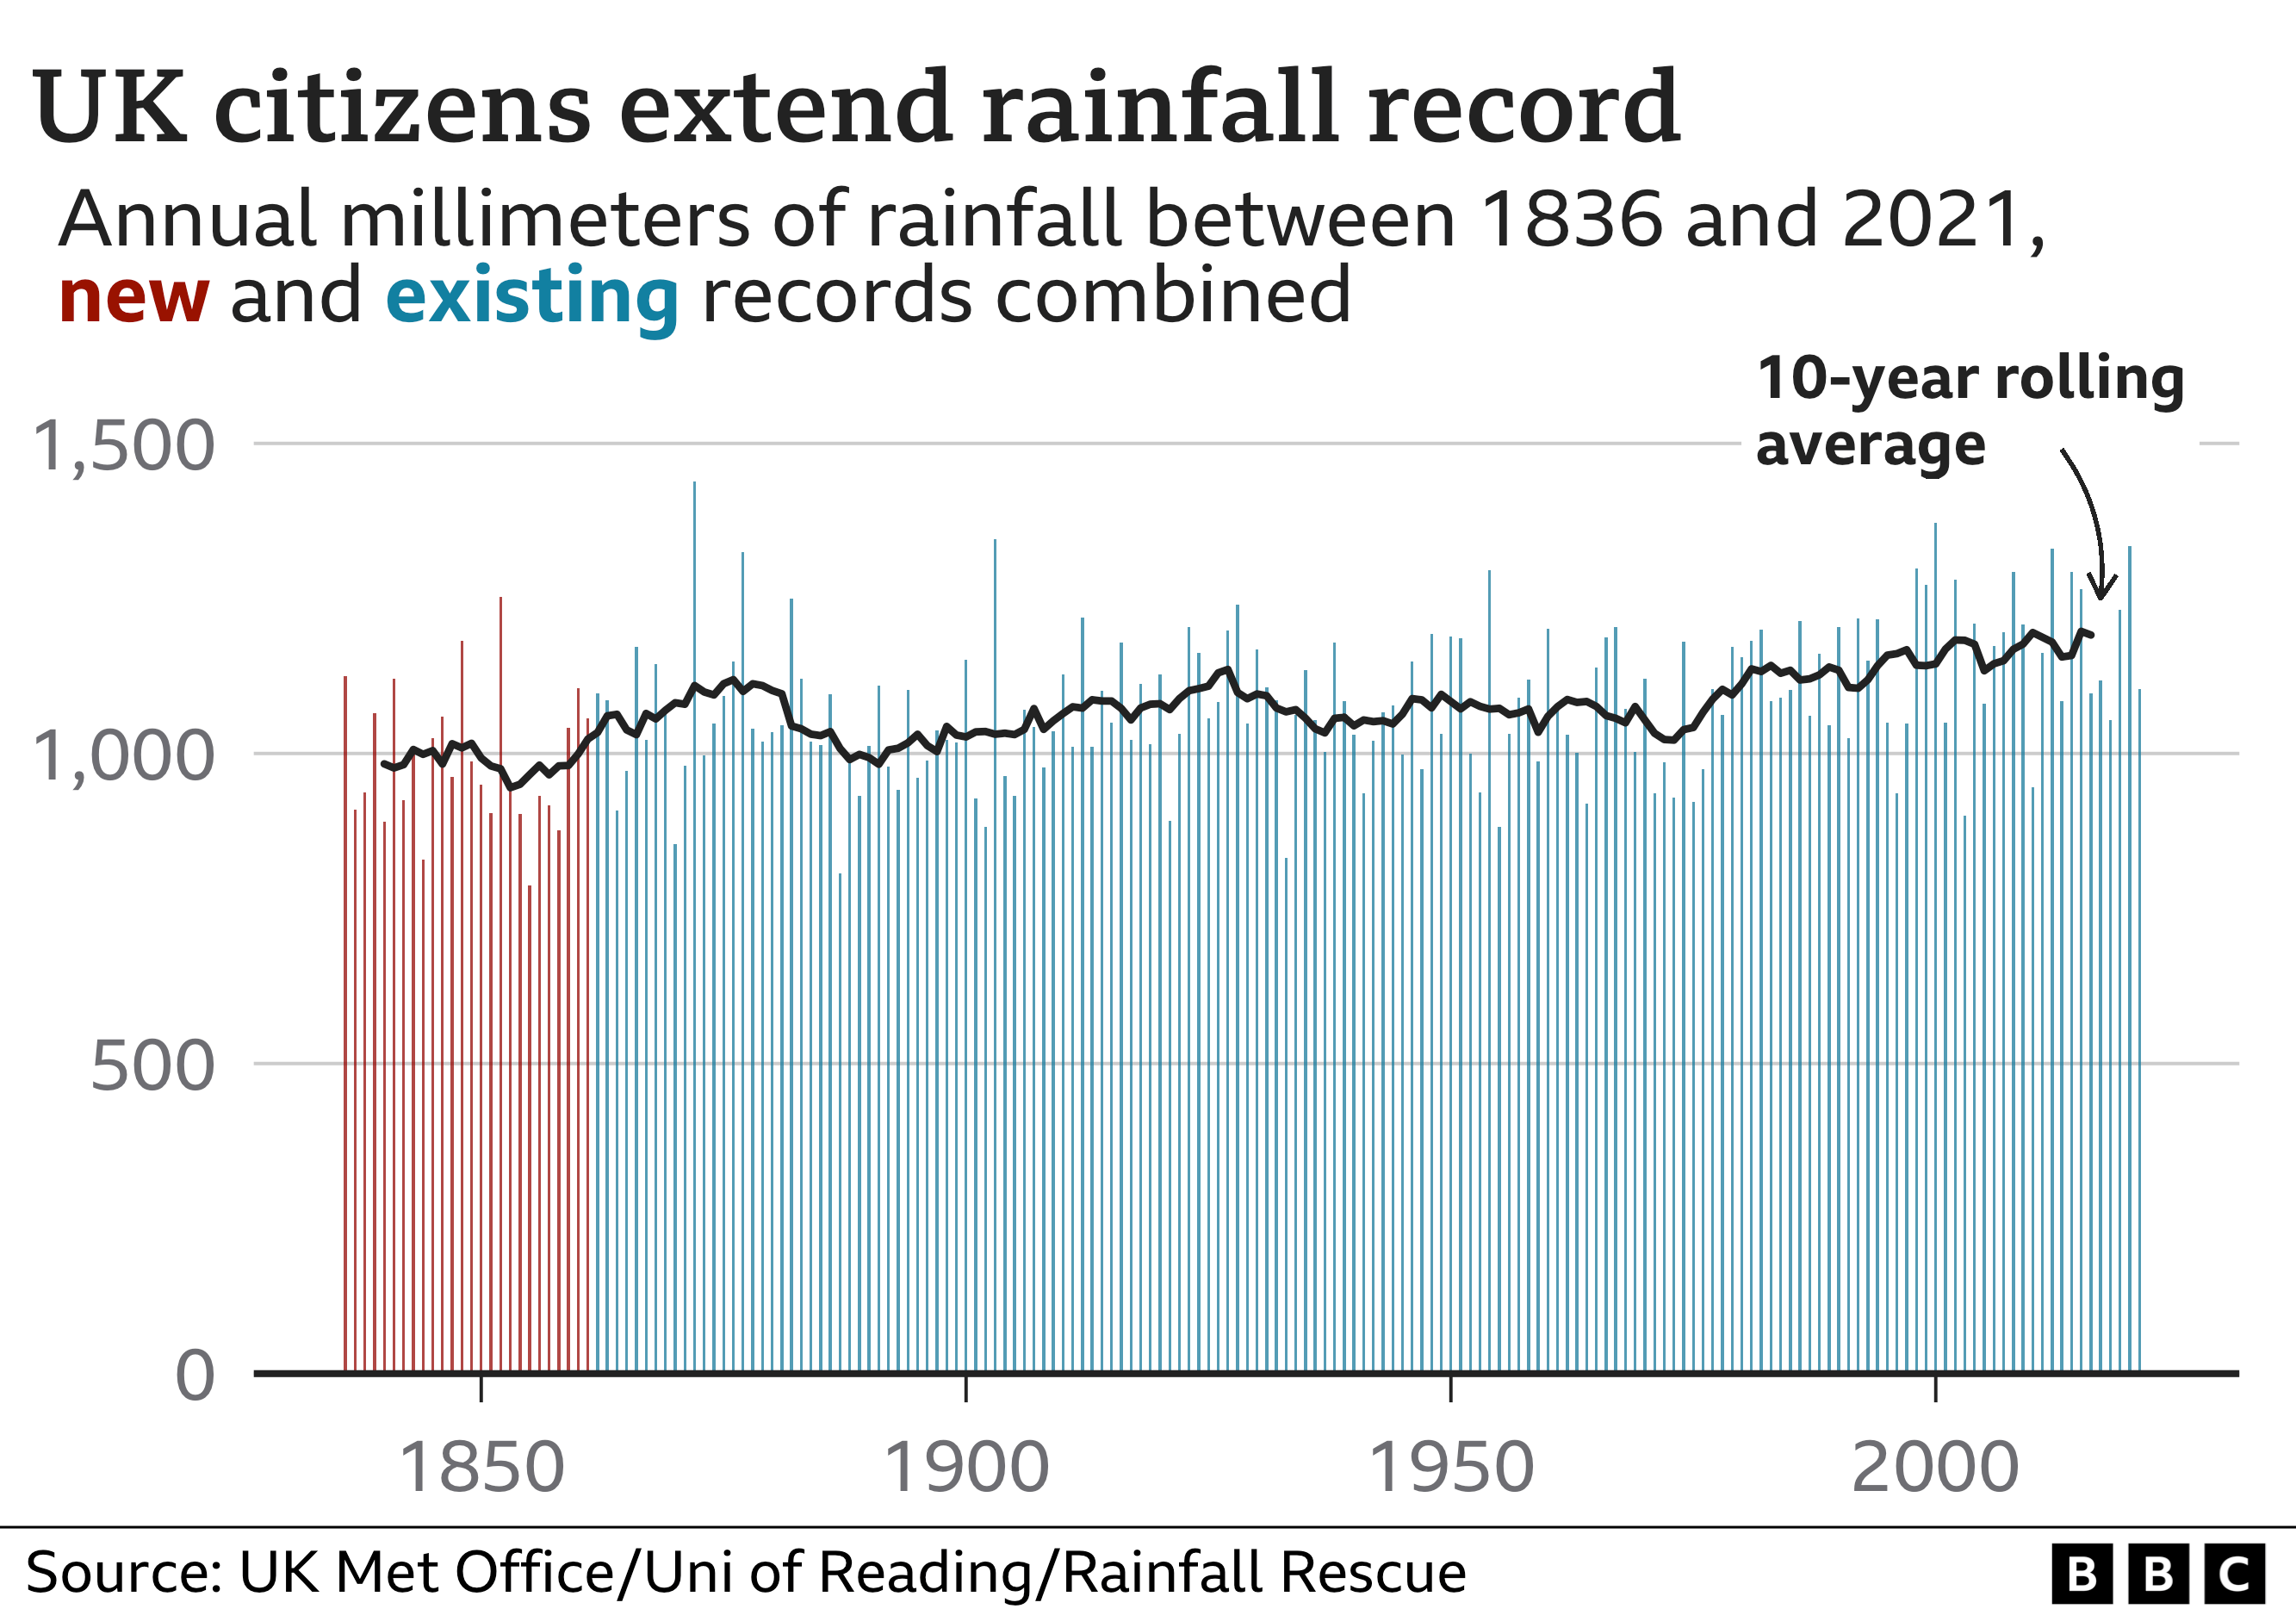 UK citizens extend rainfall record
Annual millimeters of rainfall between 1836 and 2021,
new and existing records combined
10-year rolling
average
1,500
1,000
500
0
1850 1900 1950 2000
Source: UK Met Office/Uni of Reading/Rainfall Rescue
BBC